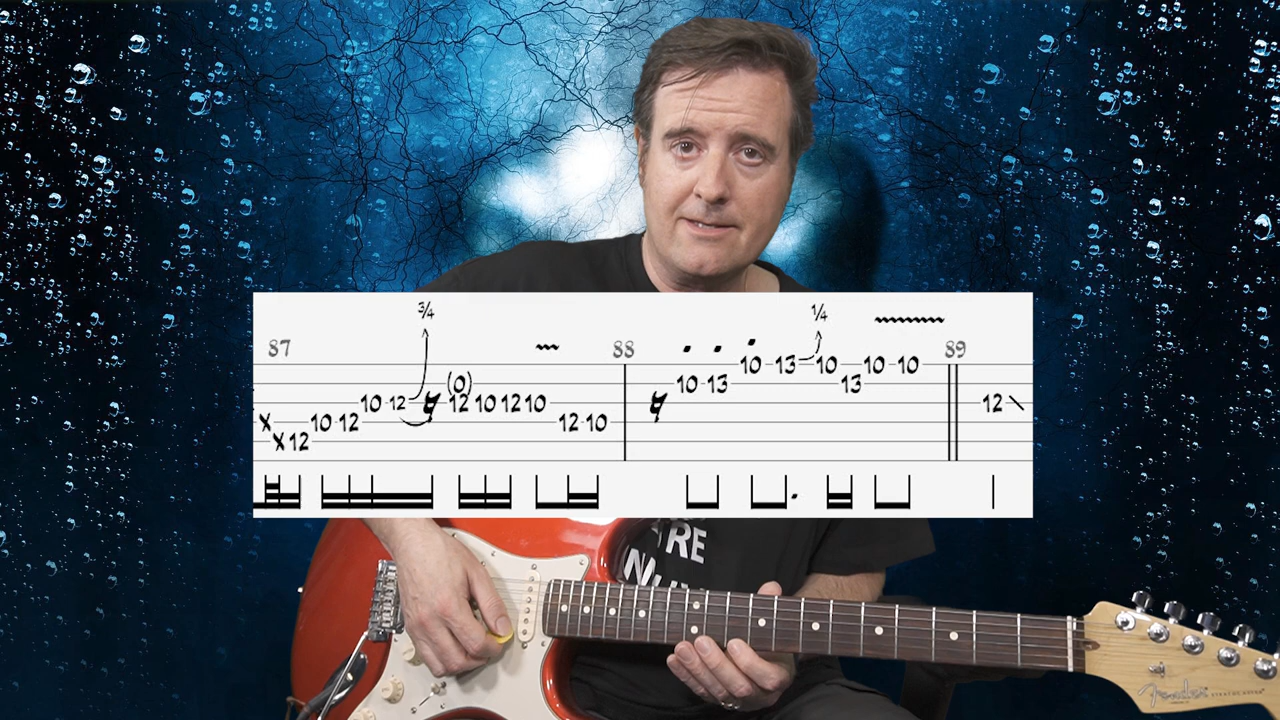 ¾ ¼
87 88 89
10 13 10 10 10
(0) 10 13 13
10 12 12 10 12 10 12
X 10 12 12 10
X 12
RE
Fender